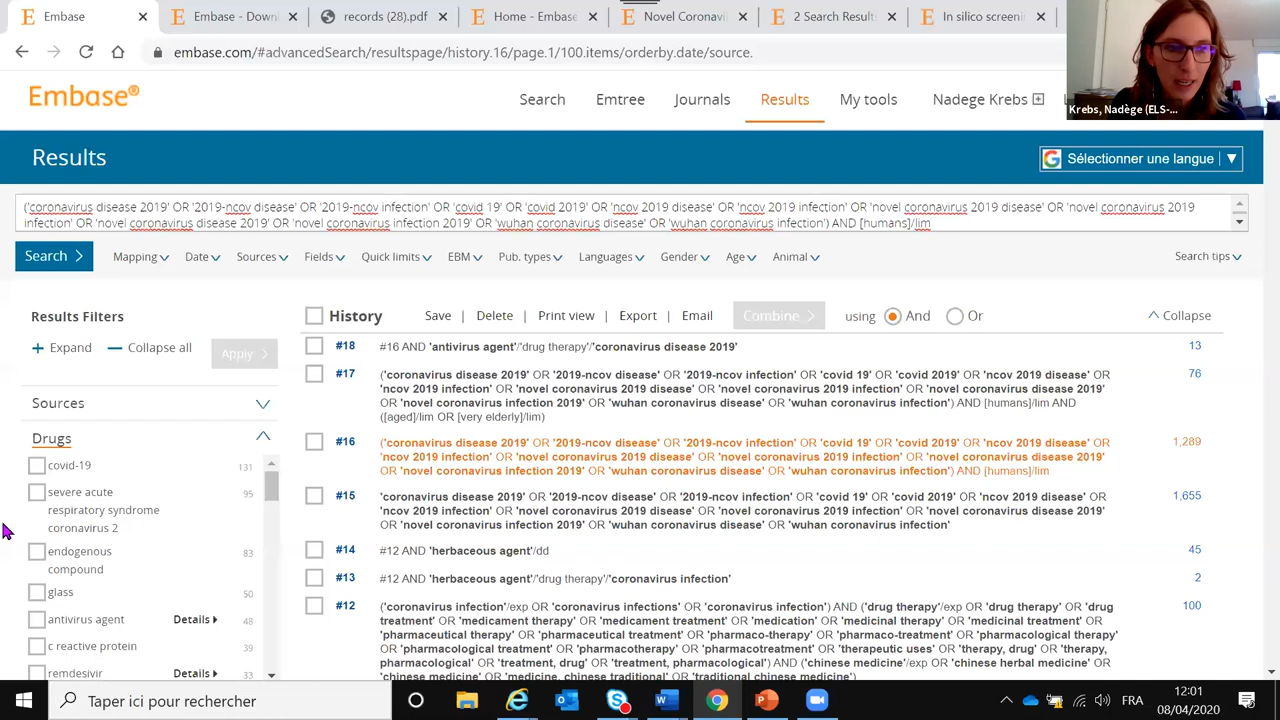 Embase
Embase - Down
records (28).pdf
Home - Embase
Novel Coronavi
2 Search Results
In silico screeni
embase.com/#advancedSearch/resultspage/history.16/page.1/100.items/orderby.date/source.
Krebs, Nadège (ELS-...
Embase®
Search
Emtree
Journals
Results
My tools
Nadege Krebs
Results
Sélectionner une langue
('coronavirus disease 2019' OR '2019-ncov disease' OR '2019-ncov infection' OR 'covid 19' OR 'covid 2019' OR 'ncov 2019 disease' OR 'ncov 2019 infection' OR 'novel coronavirus 2019 disease' OR 'novel coronavirus 2019
infection' OR 'novel coronavirus disease 2019' OR 'novel coronavirus infection 2019' OR 'wuhan coronavirus disease' OR 'wuhan coronavirus infection') AND [humans]/lim
Search
Mapping
Date
Sources
Fields
Quick limits
EBM
Pub. types
Languages
Gender
Age
Animal
Search tips
Results Filters
+ Expand — Collapse all
Apply
Sources
Drugs
covid-19 131
severe acute 95
respiratory syndrome
coronavirus 2
endogenous 83
compound
glass 50
antivirus agent Details 48
c reactive protein 39
remdesivir Details 33
History
Save | Delete | Print view | Export | Email
Combine
using And Or
Collapse
#18 #16 AND 'antivirus agent'/'drug therapy'/'coronavirus disease 2019' 13
#17 ('coronavirus disease 2019' OR '2019-ncov disease' OR '2019-ncov infection' OR 'covid 19' OR 'covid 2019' OR 'ncov 2019 disease' 76
OR 'ncov 2019 infection' OR 'novel coronavirus 2019 disease' OR 'novel coronavirus 2019 infection' OR 'novel coronavirus disease 2019'
OR 'novel coronavirus infection 2019' OR 'wuhan coronavirus disease' OR 'wuhan coronavirus infection') AND [humans]/lim AND
([aged]/lim OR [very elderly]/lim)
#16 ('coronavirus disease 2019' OR '2019-ncov disease' OR '2019-ncov infection' OR 'covid 19' OR 'covid 2019' OR 'ncov 2019 disease' OR 1,289
'ncov 2019 infection' OR 'novel coronavirus 2019 disease' OR 'novel coronavirus 2019 infection' OR 'novel coronavirus disease 2019'
OR 'novel coronavirus infection 2019' OR 'wuhan coronavirus disease' OR 'wuhan coronavirus infection') AND [humans]/lim
#15 'coronavirus disease 2019' OR '2019-ncov disease' OR '2019-ncov infection' OR 'covid 19' OR 'covid 2019' OR 'ncov 2019 disease' OR 1,655
'ncov 2019 infection' OR 'novel coronavirus 2019 disease' OR 'novel coronavirus 2019 infection' OR 'novel coronavirus disease 2019'
OR 'novel coronavirus infection 2019' OR 'wuhan coronavirus disease' OR 'wuhan coronavirus infection'
#14 #12 AND 'herbaceous agent'/dd 45
#13 #12 AND 'herbaceous agent'/'drug therapy'/'coronavirus infection' 2
#12 ('coronavirus infection'/exp OR 'coronavirus infections' OR 'coronavirus infection') AND ('drug therapy'/exp OR 'drug therapy' OR 'drug 100
treatment' OR 'medicament therapy' OR 'medicament treatment' OR 'medication' OR 'medicinal therapy' OR 'medicinal treatment' OR
'pharmaceutical therapy' OR 'pharmaceutical treatment' OR 'pharmaco-therapy' OR 'pharmaco-treatment' OR 'pharmacological therapy'
OR 'pharmacological treatment' OR 'pharmacotherapy' OR 'pharmacotreatment' OR 'therapeutic uses' OR 'therapy, drug' OR 'therapy,
pharmacological' OR 'treatment, drug' OR 'treatment, pharmacological') AND ('chinese medicine'/exp OR 'chinese herbal medicine' OR
'chinese medicine' OR 'medicine, chinese traditional' OR 'traditional chinese medicine')
Taper ici pour rechercher
FRA
12:01
08/04/2020